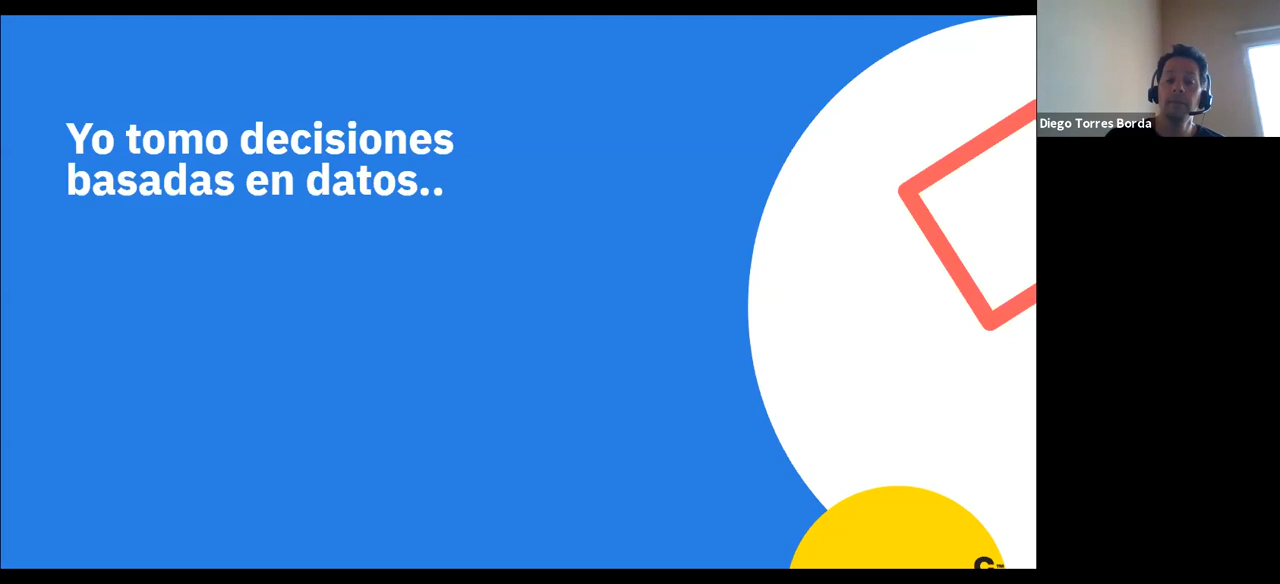 Yo tomo decisiones
basadas en datos..
Diego Torres Borda